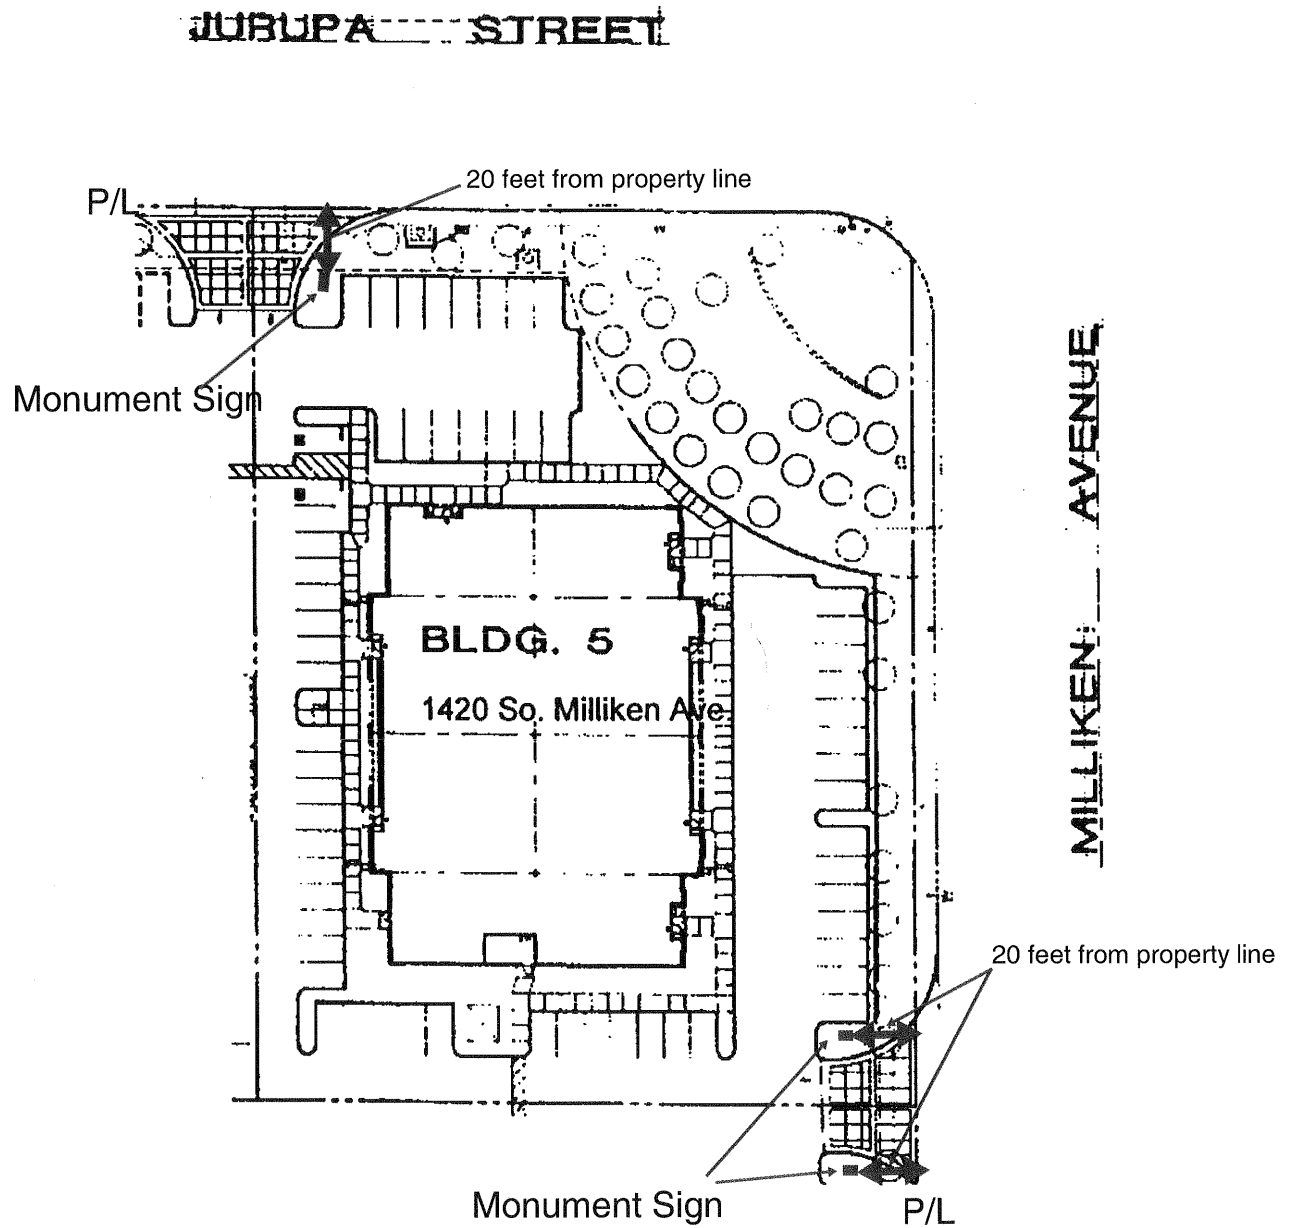 JURUPA STREET
20 feet from property line
P/L
Monument Sign
AVENUE
MILLIKEN
BLDG. 5
1420 So. Milliken Ave.
20 feet from property line
Monument Sign
P/L